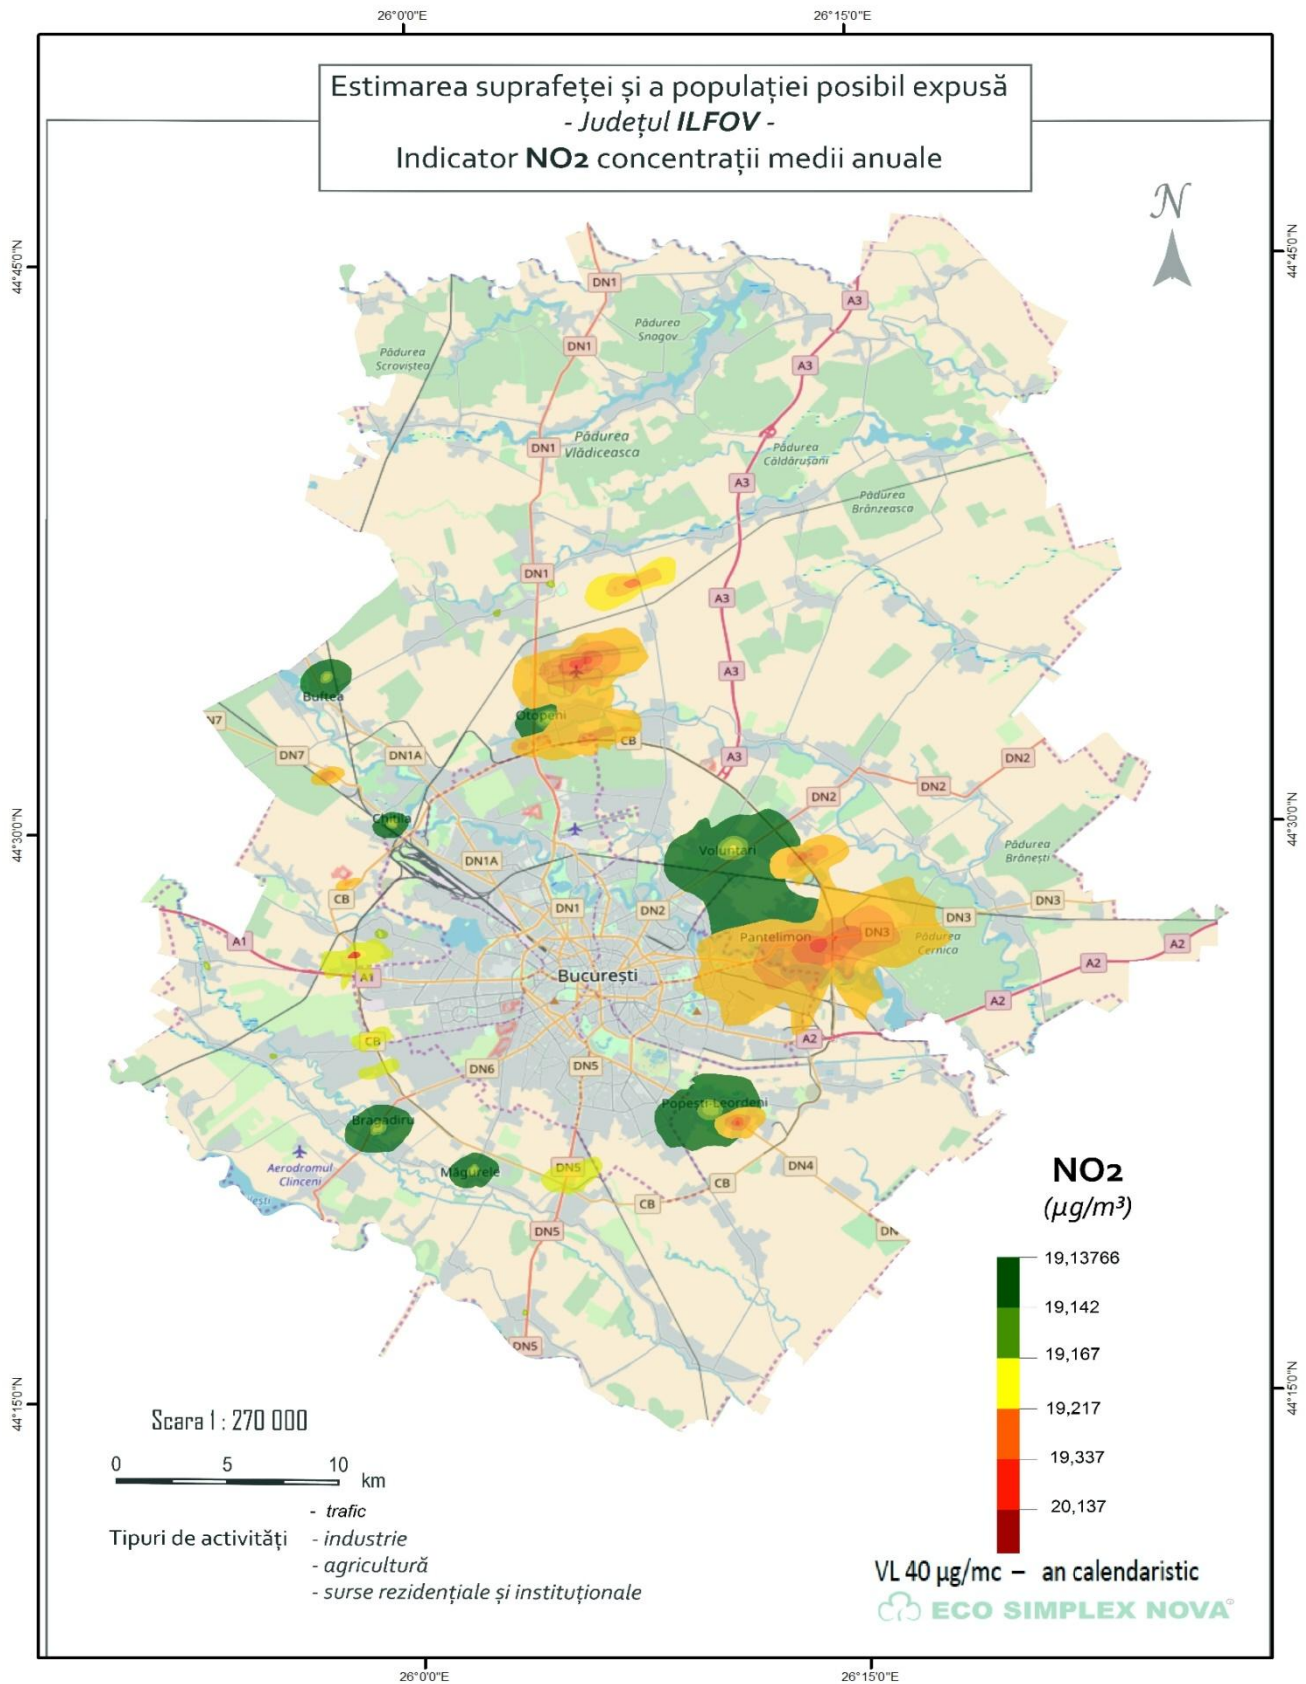 26°0'0"E
26°15'0"E
Estimarea suprafeței și a populației posibil expusă
- Județul ILFOV -
Indicator NO2 concentrații medii anuale
N
44°45'0"N
44°45'0"N
DN1
A3
Pădurea
Snagov
DN1
Pădurea
Scroviștea
A3
DN1
Pădurea
Vlădiceasca
Pădurea
Căldărușani
A3
Pădurea
Brânzeasca
DN1
A3
A3
Buftea
Otopeni
N7
DN7
DN1A
CB
A3
DN2
DN2
DN2
Chitila
44°30'0"N
44°30'0"N
DN1A
Voluntari
Pădurea
Brănești
CB
DN1
DN2
DN3
DN3
A1
Pantelimon
DN3
Pădurea
Cernica
A2
A1
București
A2
A2
CB
A2
DN6
DN5
Popești-Leordeni
Bragadiru
Aerodromul
Clinceni
Măgurele
DN5
DN4
CB
CB
DN5
DN
DN5
NO2
(µg/m³)
19,13766
19,142
19,167
19,217
19,337
20,137
44°15'0"N
44°15'0"N
Scara 1 : 270 000
0 5 10 km
Tipuri de activități
- trafic
- industrie
- agricultură
- surse rezidențiale și instituționale
VL 40 µg/mc – an calendaristic
ECO SIMPLEX NOVA
26°0'0"E
26°15'0"E